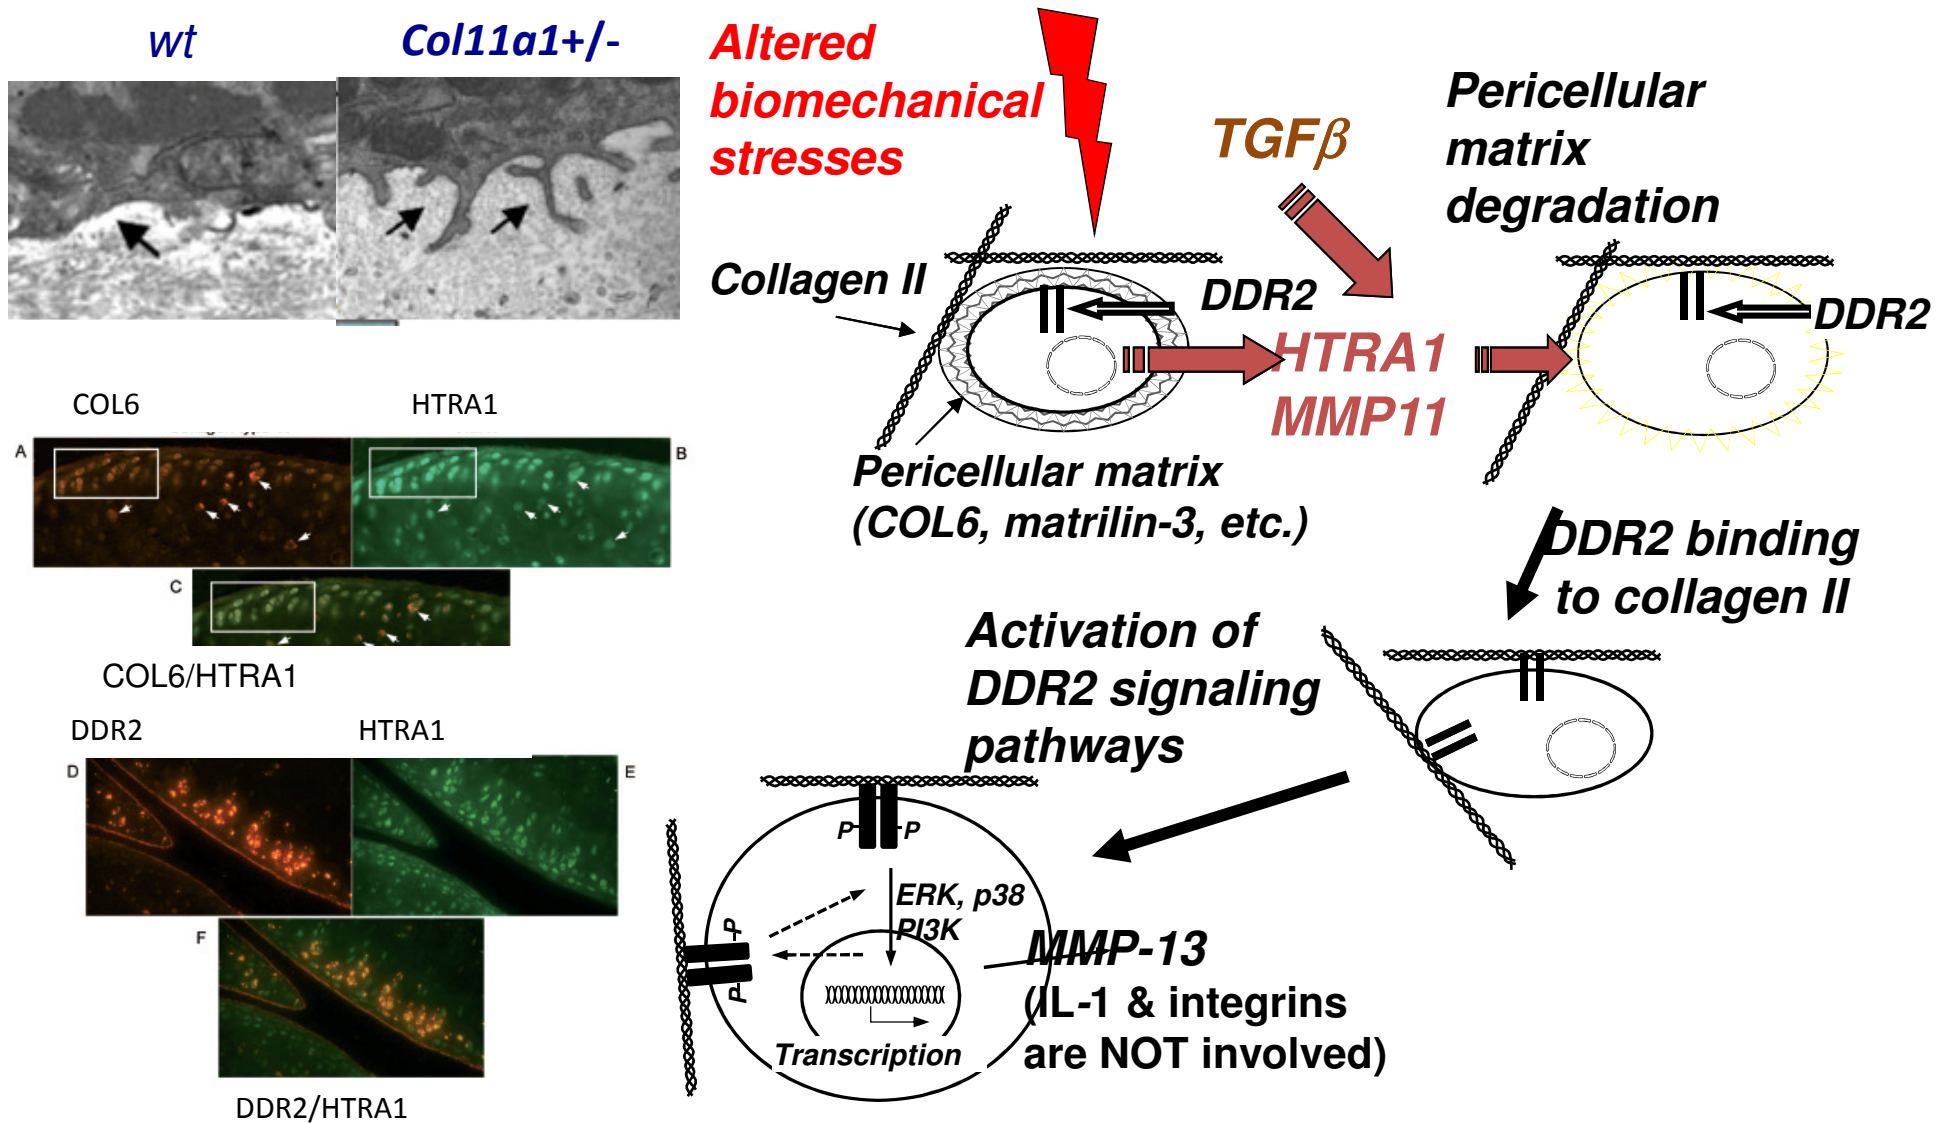 wt
Col11a1+/-
COL6
HTRA1
A
B
C
COL6/HTRA1
DDR2
HTRA1
D
E
F
DDR2/HTRA1
Altered
biomechanical
stresses
TGFβ
Pericellular
matrix
degradation
Collagen II
DDR2
HTRA1
MMP11
DDR2
Pericellular matrix
(COL6, matrilin-3, etc.)
DDR2 binding
to collagen II
Activation of
DDR2 signaling
pathways
P
P
ERK, p38
PI3K
P
P
Transcription
MMP-13
(IL-1 & integrins
are NOT involved)